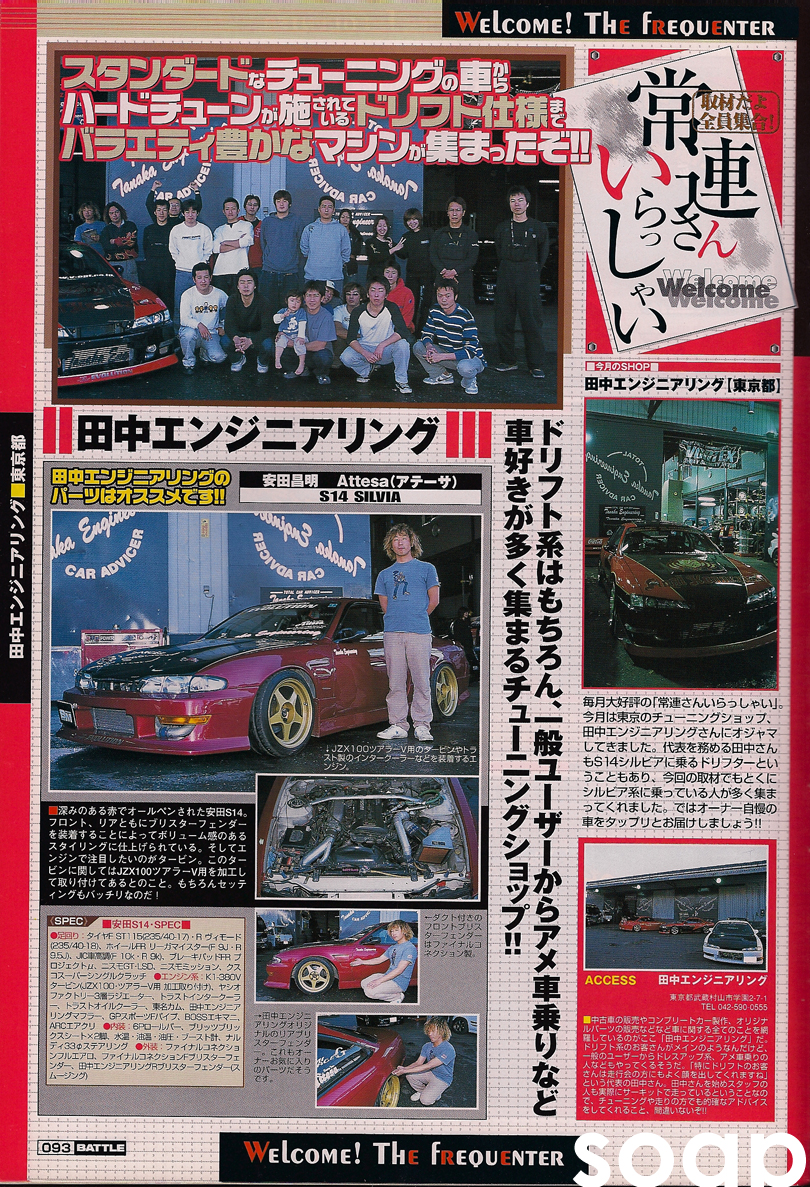 WELCOME! THE FREQUENTER
スタンダードなチューニングの車から
ハードチューンが施されている、ドリフト仕様まで
バラエティ豊かなマシンが集まったぞ!!
取材だよ
全員集合!
常連さん
いらっしゃい
Welcome
Welcome
Welcome
Tanaka Engineering
CAR ADVICER
■今月のSHOP■
田中エンジニアリング【東京都】
田中エンジニアリング
田中エンジニアリング■東京都
ドリフト系はもちろん、一般ユーザーからアメ車乗りなど
車好きが多く集まるチューニングショップ!!
田中エンジニアリングの
パーツはオススメです!!
安田昌明 Attesa(アテーサ)
S14 SILVIA
CAR ADVICER
TOTAL CAR ADVISER
Tanaka Engineering
↓JZX100ツアラーV用のタービンやトラ
スト製のインタークーラーなどを装着する
エンジン。
■深みのある赤でオールペンされた安田S14。
フロント、リアともにブリスターフェンダー
を装着することによってボリューム感のある
スタイリングに仕上げられている。そしてエ
ンジンで注目したいのがタービン。このター
ビンに関してはJZX100ツアラーV用を加工し
て取り付けてあるとのこと。もちろんセッテ
ィングもバッチリなのだ!
SPEC ■安田S14・SPEC■
●足回り:タイヤF ST115(235/40-17)・R ヴィモード
(235/40-18)、ホイールFR リーガマイスター(F 9J・R
9.5J)、JIC車高調(F 10k・R 9k)、ブレーキパッドFR プ
ロジェクトμ、ニスモGT・LSD、ニスモミッション、クス
コスーパーシングルクラッチ ●エンジン系:K1380V
タービン(JZX100・ツアラーV用 加工取り付け)、ヤシオ
ファクトリー3層ラジエーター、トラストインタークーラ
ー、トラストオイルクーラー、東名カム、田中エンジニアリ
ングマフラー、GPスポーツFパイプ、BOSSエキマニ、
ARCエアクリ ●内装:6Pロールバー、ブリッツブリッ
クスシート×2脚、水温・油温・油圧・ブースト計、ナルデ
ィ33φステアリング ●外装:ファイナルコネクショ
ンフルエアロ、ファイナルコネクションFブリスターフェン
ダー、田中エンジニアリングRブリスターフェンダー(ス
ムージング)
←ダクト付きの
フロントブリス
ターフェンダー
はファイナルコ
ネクション製。
→田中エンジニ
アリングオリジ
ナルのリアブリ
スターフェンダ
ー。これもオー
ナーお気に入り
のパーツだそう
です。
毎月大好評の「常連さんいらっしゃい」。
今月は東京のチューニングショップ、
田中エンジニアリングさんにオジャマ
してきました。代表を務める田中さん
もS14シルビアに乗るドリフターとい
うこともあり、今回の取材でもとくに
シルビア系に乗っている人が多く集ま
ってくれました。ではオーナー自慢の
車をタップリとお届けしましょう!!
ACCESS 田中エンジニアリング
東京都武蔵村山市学園2-7-1
TEL 042-590-0555
■中古車の販売やコンプリートカー製作、オリジナ
ルパーツの販売などなど車に関する全てのことを網
羅しているのがここ「田中エンジニアリング」だ。
ドリフト系のお客さんがメインのようなんだけど、
一般のユーザーからドレスアップ系、アメ車乗りの
人などもやってくるそうだ。「特にドリフトのお客
さんは走行会の方にもよく顔を出してくれますね」
という代表の田中さん。田中さんを始めスタッフの
人も実際にサーキットで走っているということなの
で、チューニングや走りの方でも的確なアドバイス
をしてくれること、間違いないぞ!!
093 BATTLE
WELCOME! THE FREQUENTER
soap